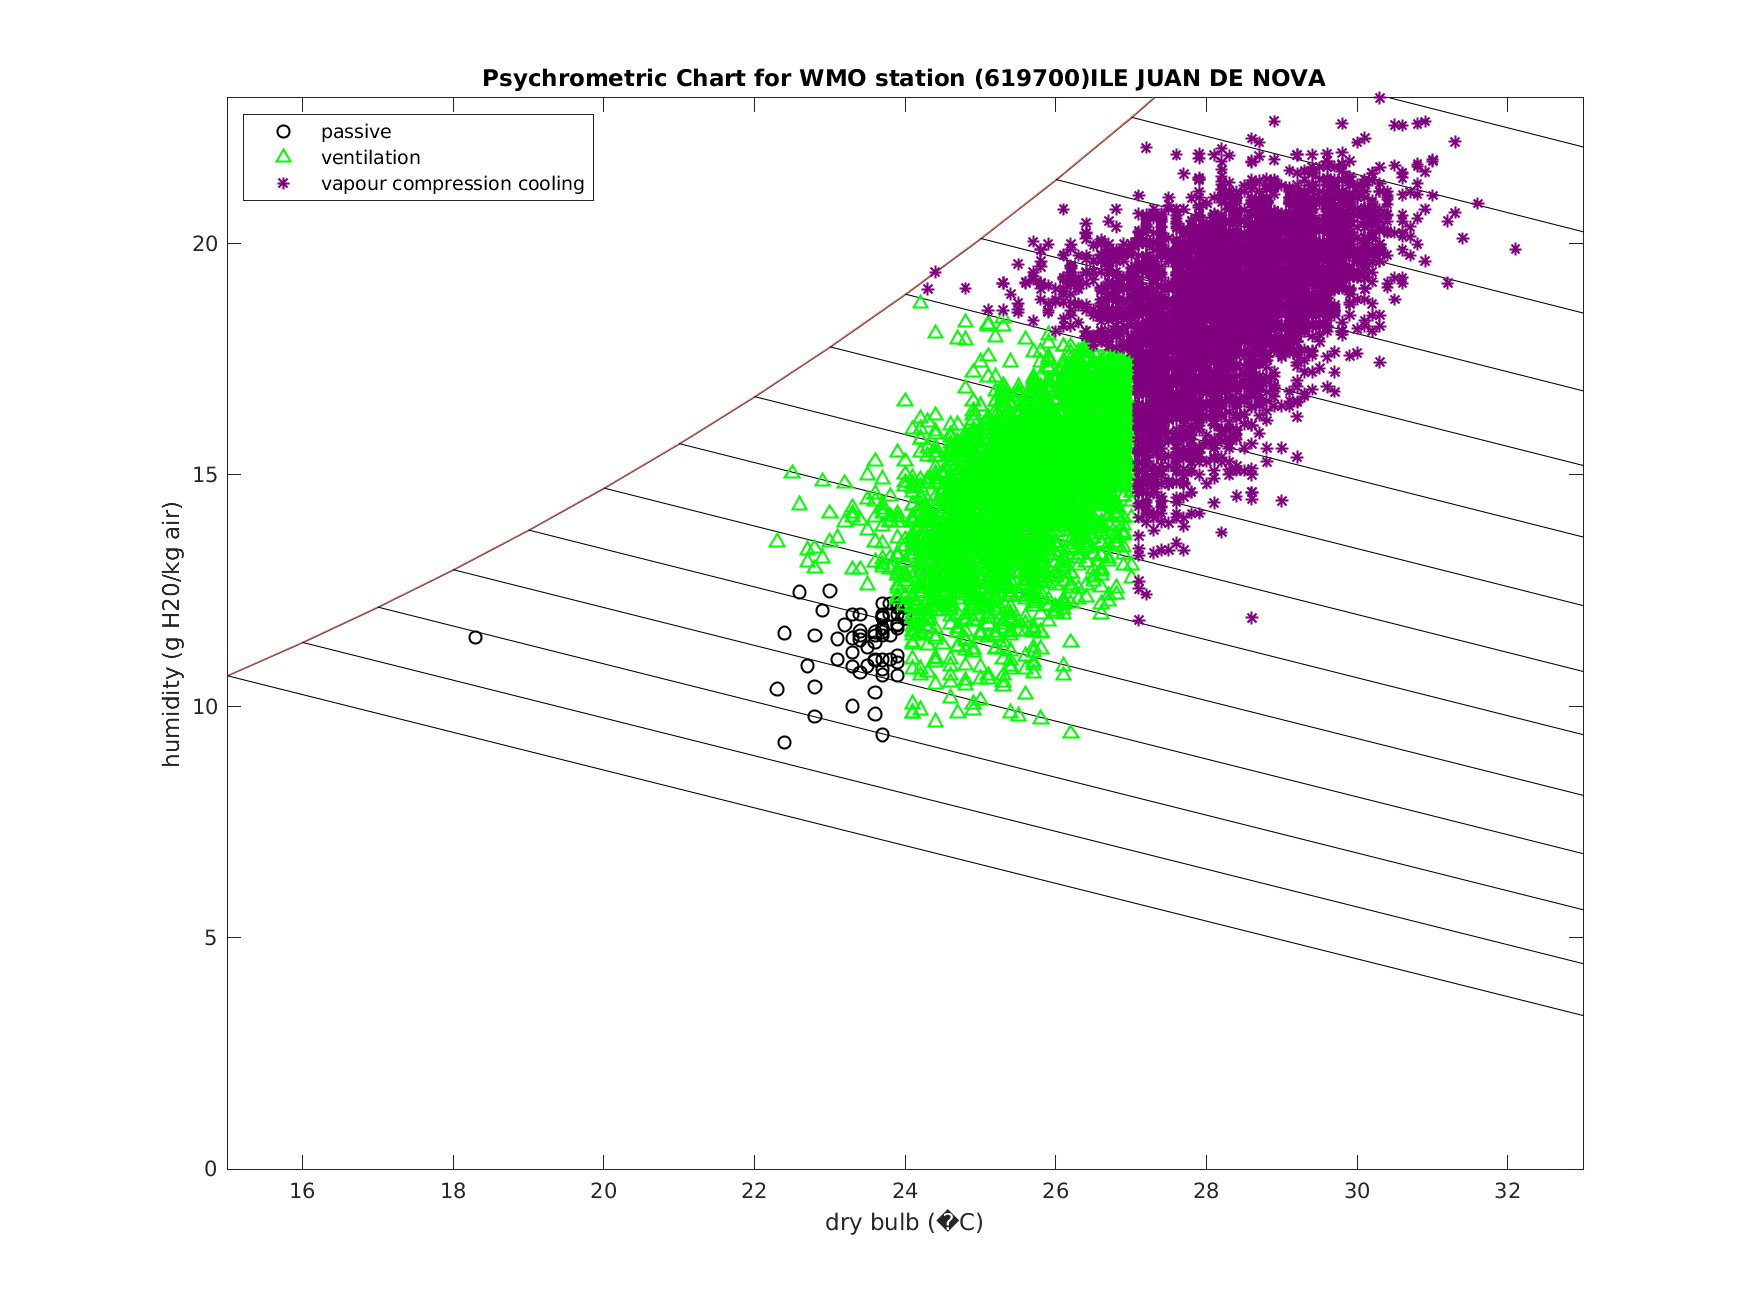 Psychrometric Chart for WMO station (619700)ILE JUAN DE NOVA
passive
ventilation
vapour compression cooling
humidity (g H20/kg air)
20
15
10
5
0
16 18 20 22 24 26 28 30 32
dry bulb (�C)